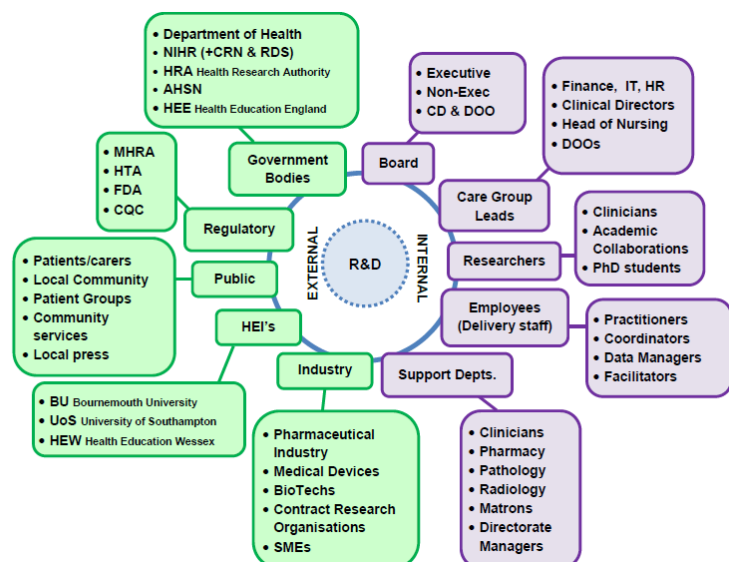 • Department of Health
• NIHR (+CRN & RDS)
• HRA Health Research Authority
• AHSN
• HEE Health Education England
Government
Bodies
• MHRA
• HTA
• FDA
• CQC
Regulatory
• Patients/carers
• Local Community
• Patient Groups
• Community
services
• Local press
Public
HEI's
• BU Bournemouth University
• UoS University of Southampton
• HEW Health Education Wessex
Industry
• Pharmaceutical
Industry
• Medical Devices
• BioTechs
• Contract Research
Organisations
• SMEs
EXTERNAL
R&D
INTERNAL
• Executive
• Non-Exec
• CD & DOO
Board
• Finance, IT, HR
• Clinical Directors
• Head of Nursing
• DOOs
Care Group
Leads
• Clinicians
• Academic
Collaborations
• PhD students
Researchers
Employees
(Delivery staff)
• Practitioners
• Coordinators
• Data Managers
• Facilitators
Support Depts.
• Clinicians
• Pharmacy
• Pathology
• Radiology
• Matrons
• Directorate
Managers